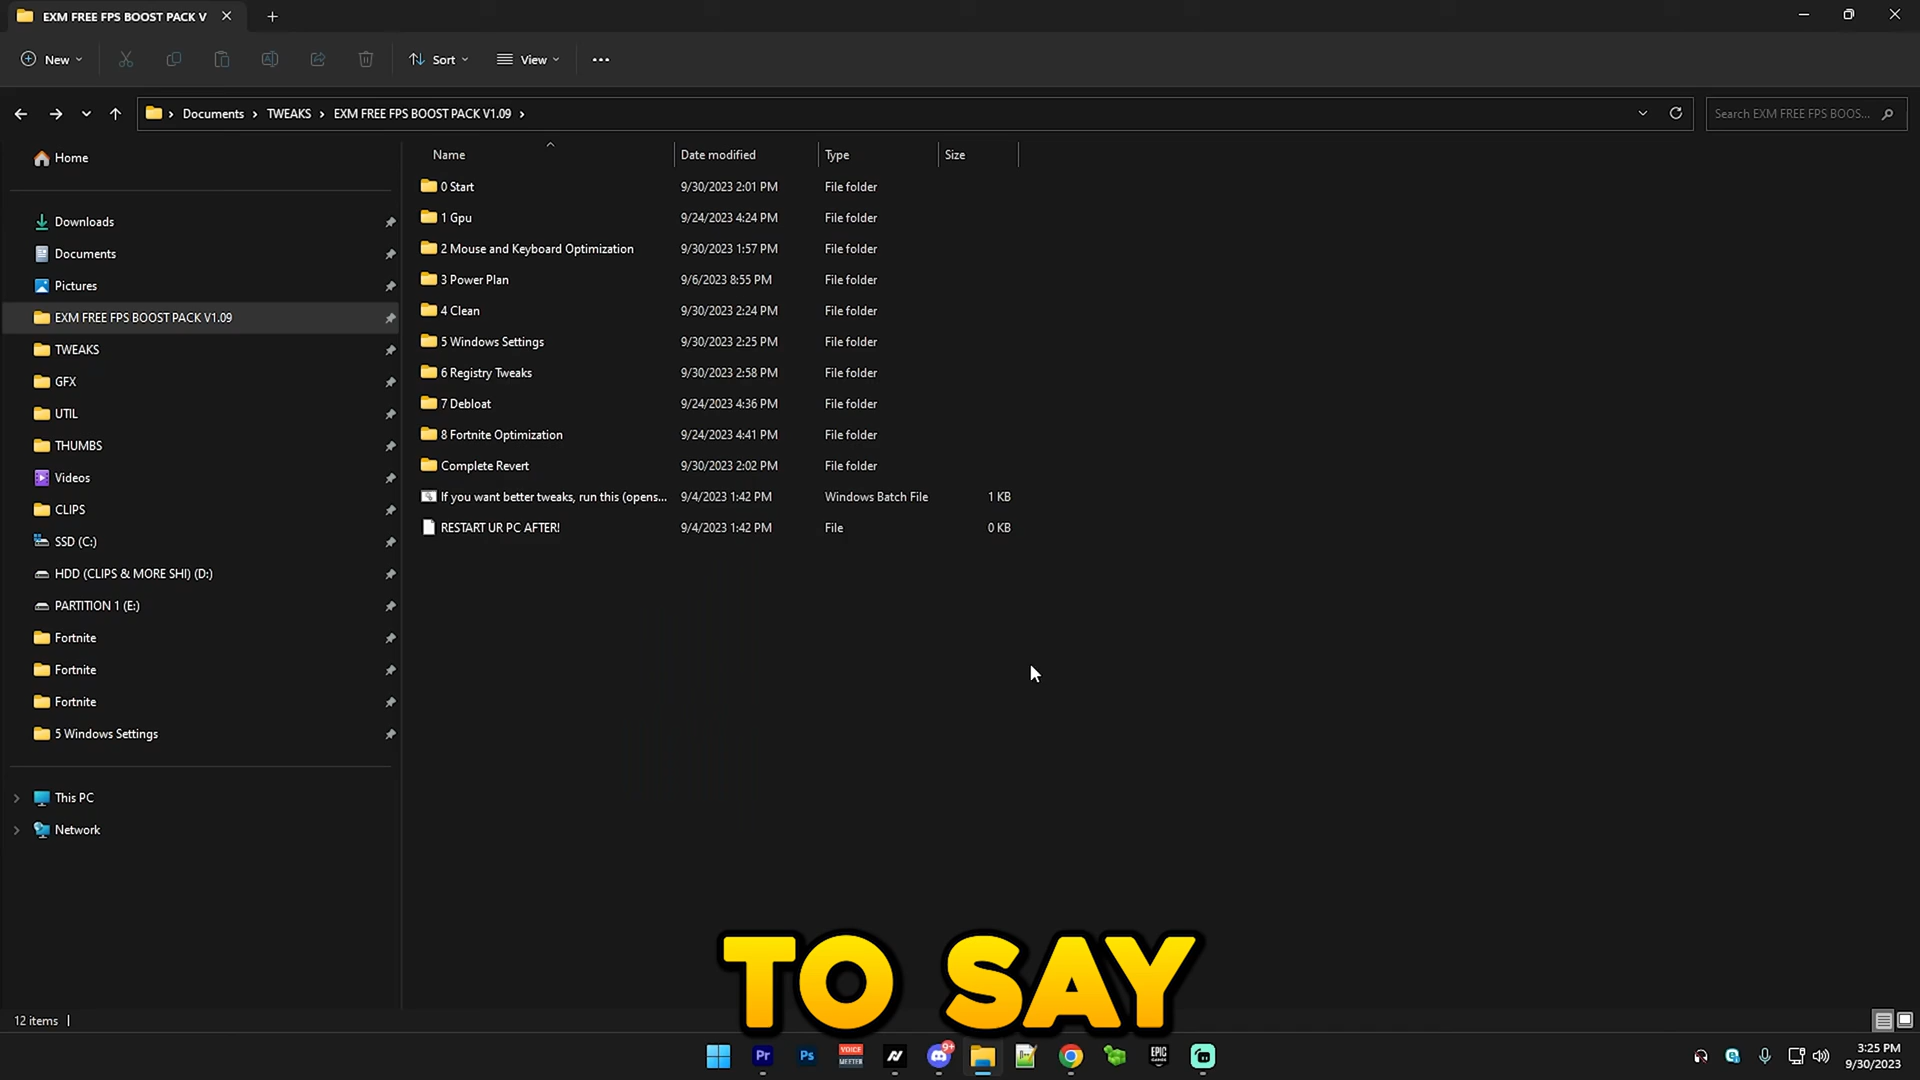 EXM FREE FPS BOOST PACK V
New
Sort
View
Documents > TWEAKS > EXM FREE FPS BOOST PACK V1.09 >
Search EXM FREE FPS BOOS...
Home
Downloads
Documents
Pictures
EXM FREE FPS BOOST PACK V1.09
TWEAKS
GFX
UTIL
THUMBS
Videos
CLIPS
SSD (C:)
HDD (CLIPS & MORE SHI) (D:)
PARTITION 1 (E:)
Fortnite
Fortnite
Fortnite
5 Windows Settings
This PC
Network
Name Date modified Type Size
0 Start 9/30/2023 2:01 PM File folder
1 Gpu 9/24/2023 4:24 PM File folder
2 Mouse and Keyboard Optimization 9/30/2023 1:57 PM File folder
3 Power Plan 9/6/2023 8:55 PM File folder
4 Clean 9/30/2023 2:24 PM File folder
5 Windows Settings 9/30/2023 2:25 PM File folder
6 Registry Tweaks 9/30/2023 2:58 PM File folder
7 Debloat 9/24/2023 4:36 PM File folder
8 Fortnite Optimization 9/24/2023 4:41 PM File folder
Complete Revert 9/30/2023 2:02 PM File folder
If you want better tweaks, run this (opens... 9/4/2023 1:42 PM Windows Batch File 1 KB
RESTART UR PC AFTER! 9/4/2023 1:42 PM File 0 KB
TO SAY
12 items
Pr
Ps
VOICE
MEETER
9+
EPIC
GAMES
3:25 PM
9/30/2023